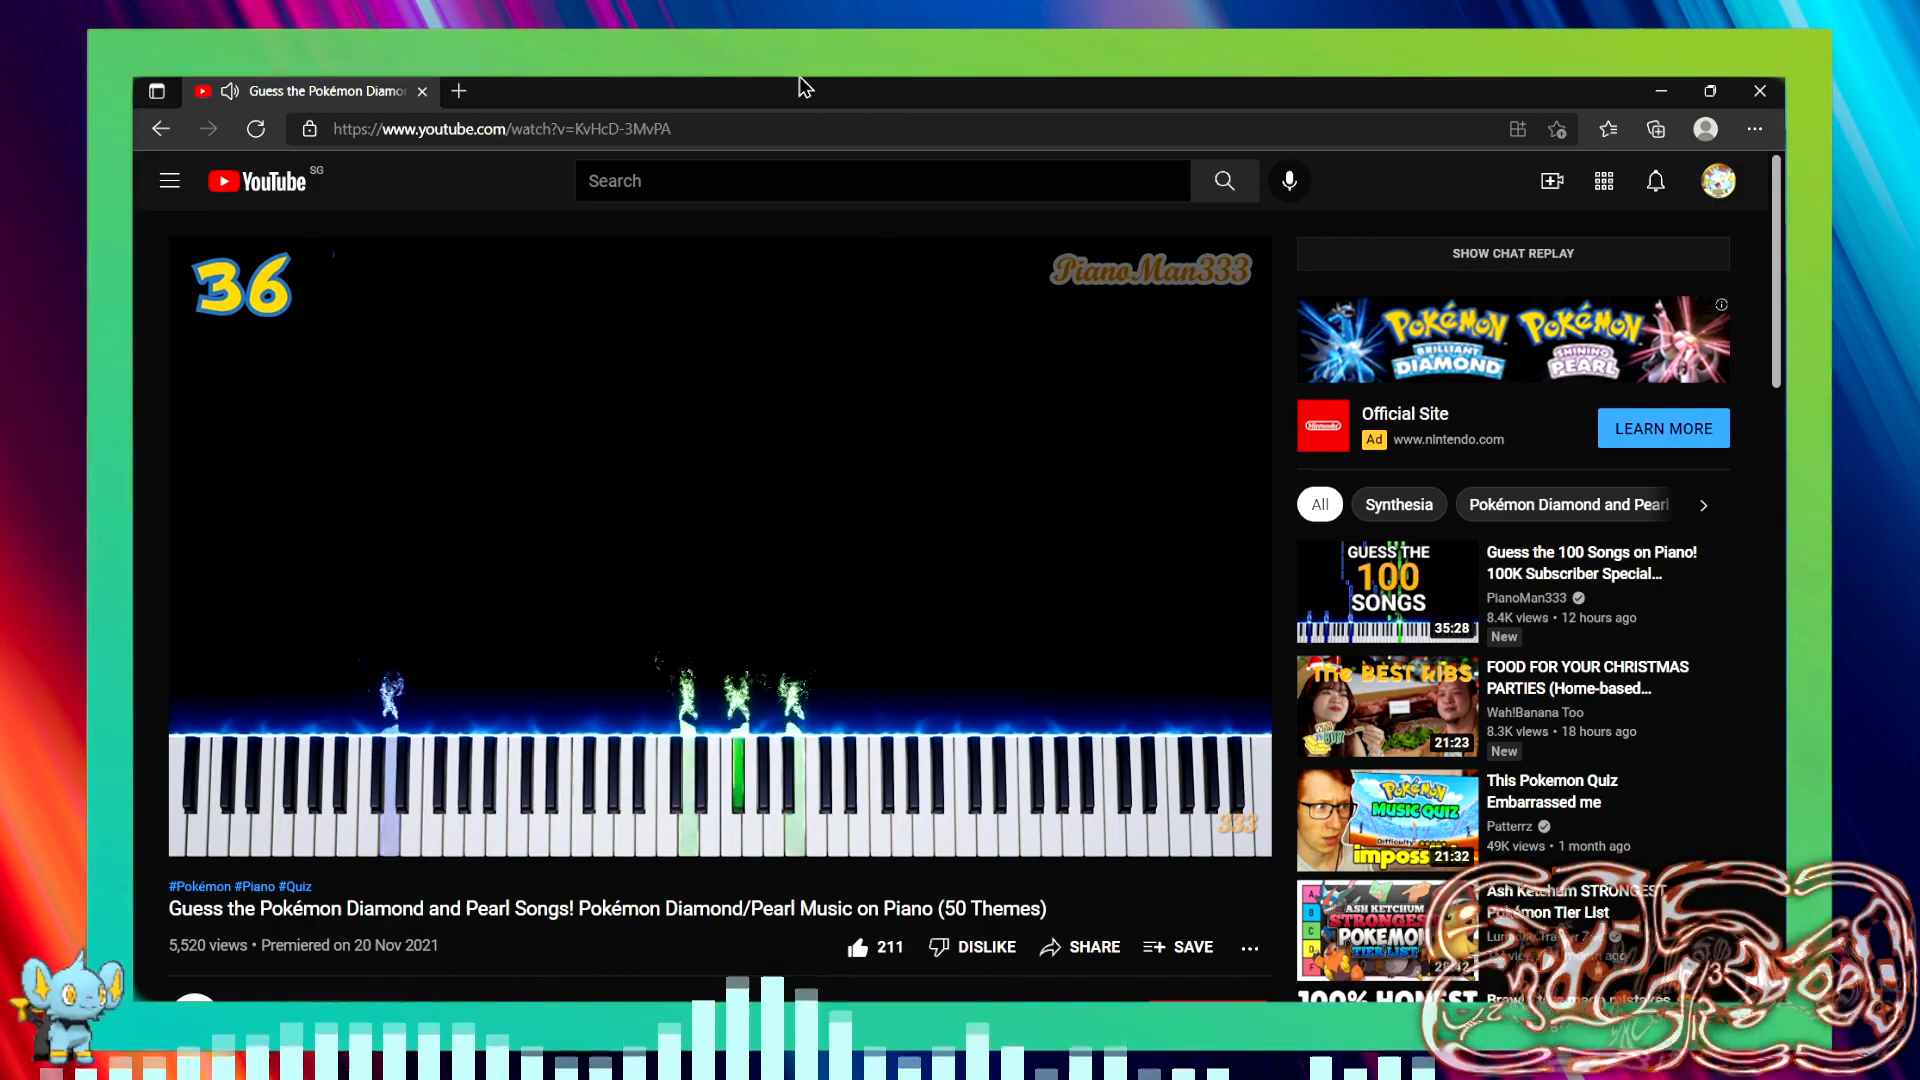 Guess the Pokémon Diamo
https://www.youtube.com/watch?v=KvHcD-3MvPA
YouTube SG
Search
36
PianoMan333
333
#Pokémon #Piano #Quiz
Guess the Pokémon Diamond and Pearl Songs! Pokémon Diamond/Pearl Music on Piano (50 Themes)
5,520 views • Premiered on 20 Nov 2021
211 DISLIKE SHARE SAVE
SHOW CHAT REPLAY
POKéMON POKéMON
BRILLIANT SHINING
DIAMOND PEARL
Nintendo
Official Site
Ad www.nintendo.com
LEARN MORE
All Synthesia Pokémon Diamond and Pearl
GUESS THE
100
SONGS
35:28
Guess the 100 Songs on Piano!
100K Subscriber Special...
PianoMan333
8.4K views • 12 hours ago
New
The BEST RIBS
21:23
FOOD FOR YOUR CHRISTMAS
PARTIES (Home-based...
Wah!Banana Too
8.3K views • 18 hours ago
New
POKéMON
MUSIC QUIZ
Difficulty:
imposs
21:32
This Pokemon Quiz
Embarrassed me
Patterrz
49K views • 1 month ago
A
B
C
D
F
ASH KETCHUM
STRONGEST
POKEMON
TIER LIST
Ash Ketchum STRONGEST
Pokémon Tier List
month ago
100% HONEST